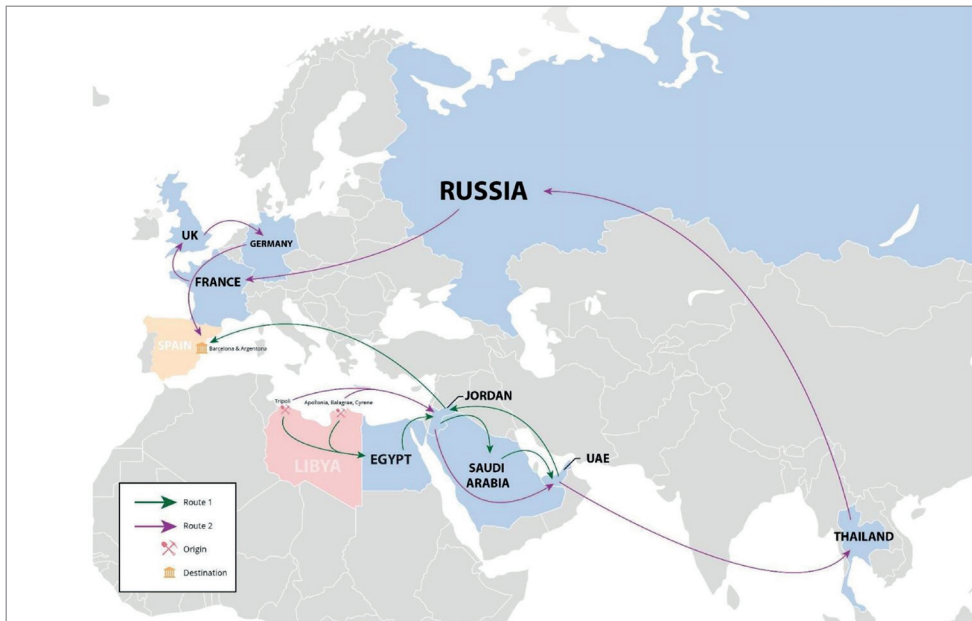 RUSSIA
UK
GERMANY
FRANCE
SPAIN
Barcelona & Argentona
Tripoli
Apollonia, Balagrae, Cyrene
JORDAN
LIBYA
EGYPT
SAUDI
ARABIA
UAE
THAILAND
Route 1
Route 2
Origin
Destination